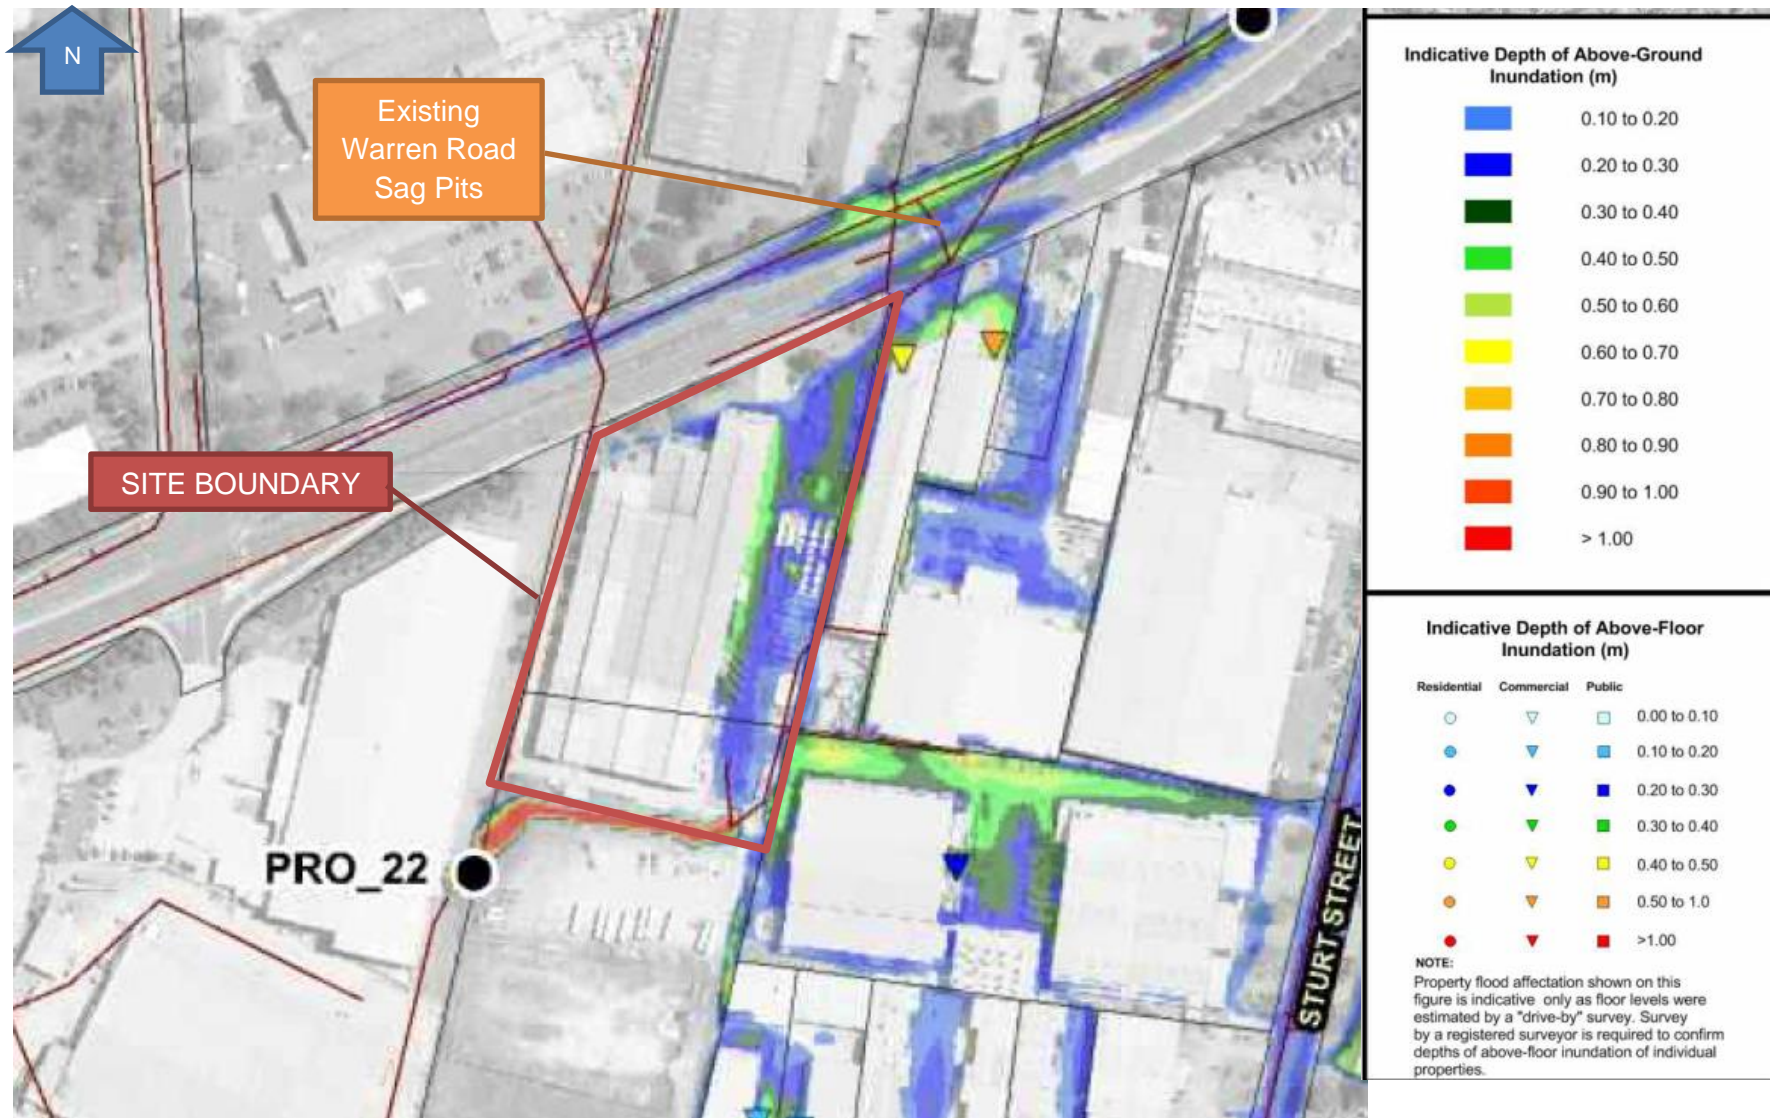 N
Existing
Warren Road
Sag Pits
SITE BOUNDARY
PRO_22
STURT STREET
Indicative Depth of Above-Ground
Inundation (m)
0.10 to 0.20
0.20 to 0.30
0.30 to 0.40
0.40 to 0.50
0.50 to 0.60
0.60 to 0.70
0.70 to 0.80
0.80 to 0.90
0.90 to 1.00
> 1.00
Indicative Depth of Above-Floor
Inundation (m)
Residential Commercial Public
0.00 to 0.10
0.10 to 0.20
0.20 to 0.30
0.30 to 0.40
0.40 to 0.50
0.50 to 1.0
>1.00
NOTE:
Property flood affectation shown on this
figure is indicative only as floor levels were
estimated by a "drive-by" survey. Survey
by a registered surveyor is required to confirm
depths of above-floor inundation of individual
properties.